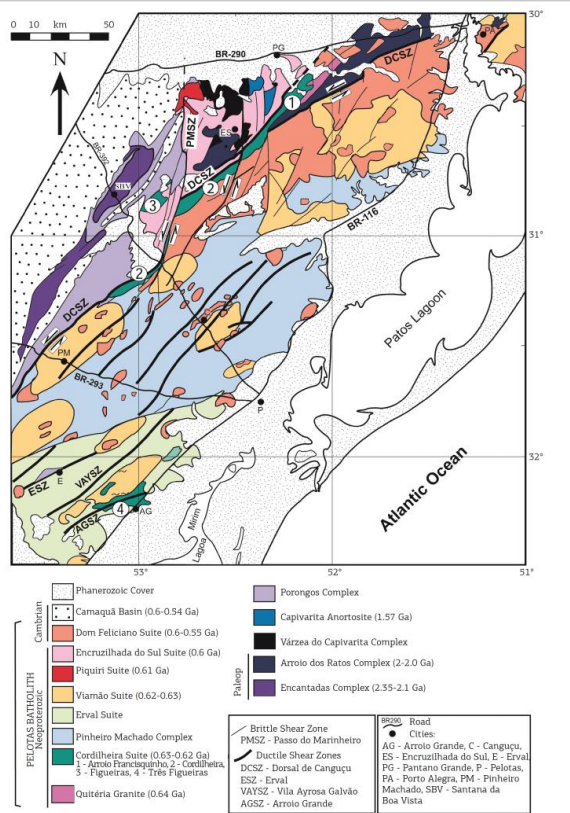 0 10 km 50
30°
N
BR-290
PG
PA
DCSZ
PMSZ
ES
1
BR-392
SBV
DCSZ
2
3
BR-116
31°
2
DCSZ
Patos Lagoon
PM
BR-293
P
32°
ESZ
E
VAYSZ
AGSZ
4
AG
Mirim
Lagoa
Atlantic Ocean
53°
52°
51°
Phanerozoic Cover
Cambrian
Camaquã Basin (0.6-0.54 Ga)
Dom Feliciano Suite (0.6-0.55 Ga)
PELOTAS BATHOLITH
Neoproterozic
Encruzilhada do Sul Suite (0.6 Ga)
Piquiri Suite (0.61 Ga)
Viamão Suite (0.62-0.63)
Erval Suite
Pinheiro Machado Complex
Cordilheira Suite (0.63-0.62 Ga)
1 - Arroio Francisquinho, 2 - Cordilheira,
3 - Figueiras, 4 - Três Figueiras
Quitéria Granite (0.64 Ga)
Porongos Complex
Capivarita Anortosite (1.57 Ga)
Várzea do Capivarita Complex
Paleop
Arroio dos Ratos Complex (2-2.0 Ga)
Encantadas Complex (2.35-2.1 Ga)
Brittle Shear Zone
PMSZ - Passo do Marinheiro
Ductile Shear Zones
DCSZ - Dorsal de Canguçu
ESZ - Erval
VAYSZ - Vila Ayrosa Galvão
AGSZ - Arroio Grande
BR290 Road
Cities:
AG - Arroio Grande, C - Canguçu,
ES - Encruzilhada do Sul, E - Erval,
PG - Pantano Grande, P - Pelotas,
PA - Porto Alegra, PM - Pinheiro
Machado, SBV - Santana da
Boa Vista